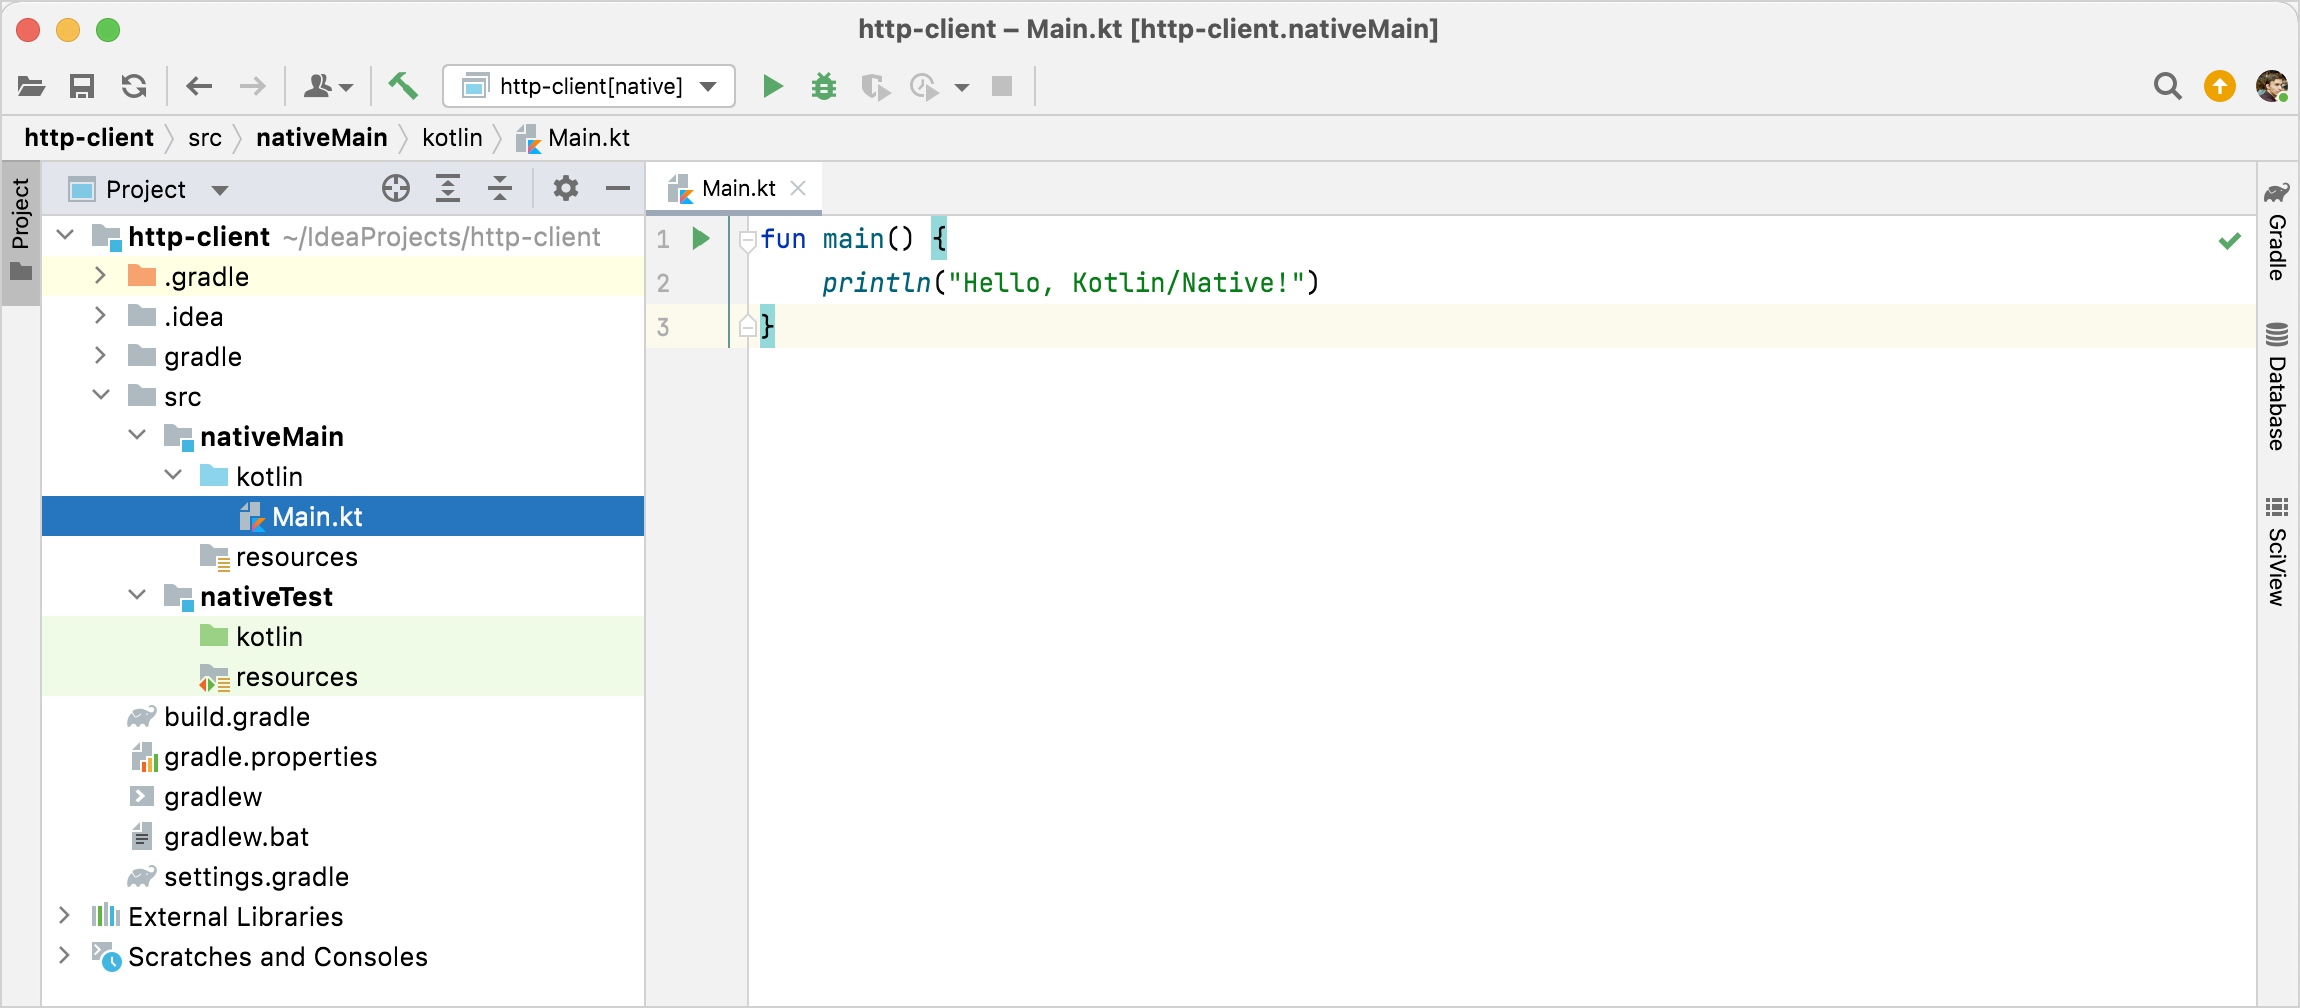 http-client – Main.kt [http-client.nativeMain]
http-client[native]
http-client src nativeMain kotlin Main.kt
Project
Project
http-client ~/IdeaProjects/http-client
.gradle
.idea
gradle
src
nativeMain
kotlin
Main.kt
resources
nativeTest
kotlin
resources
build.gradle
gradle.properties
gradlew
gradlew.bat
settings.gradle
External Libraries
Scratches and Consoles
Main.kt
1 fun main() {
2 println("Hello, Kotlin/Native!")
3 }
Gradle
Database
SciView